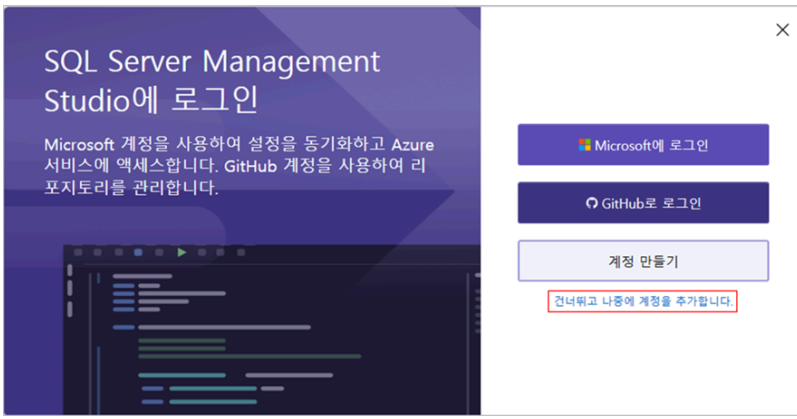 SQL Server Management
Studio에 로그인
Microsoft 계정을 사용하여 설정을 동기화하고 Azure
서비스에 액세스합니다. GitHub 계정을 사용하여 리
포지토리를 관리합니다.
Microsoft에 로그인
GitHub로 로그인
계정 만들기
건너뛰고 나중에 계정을 추가합니다.